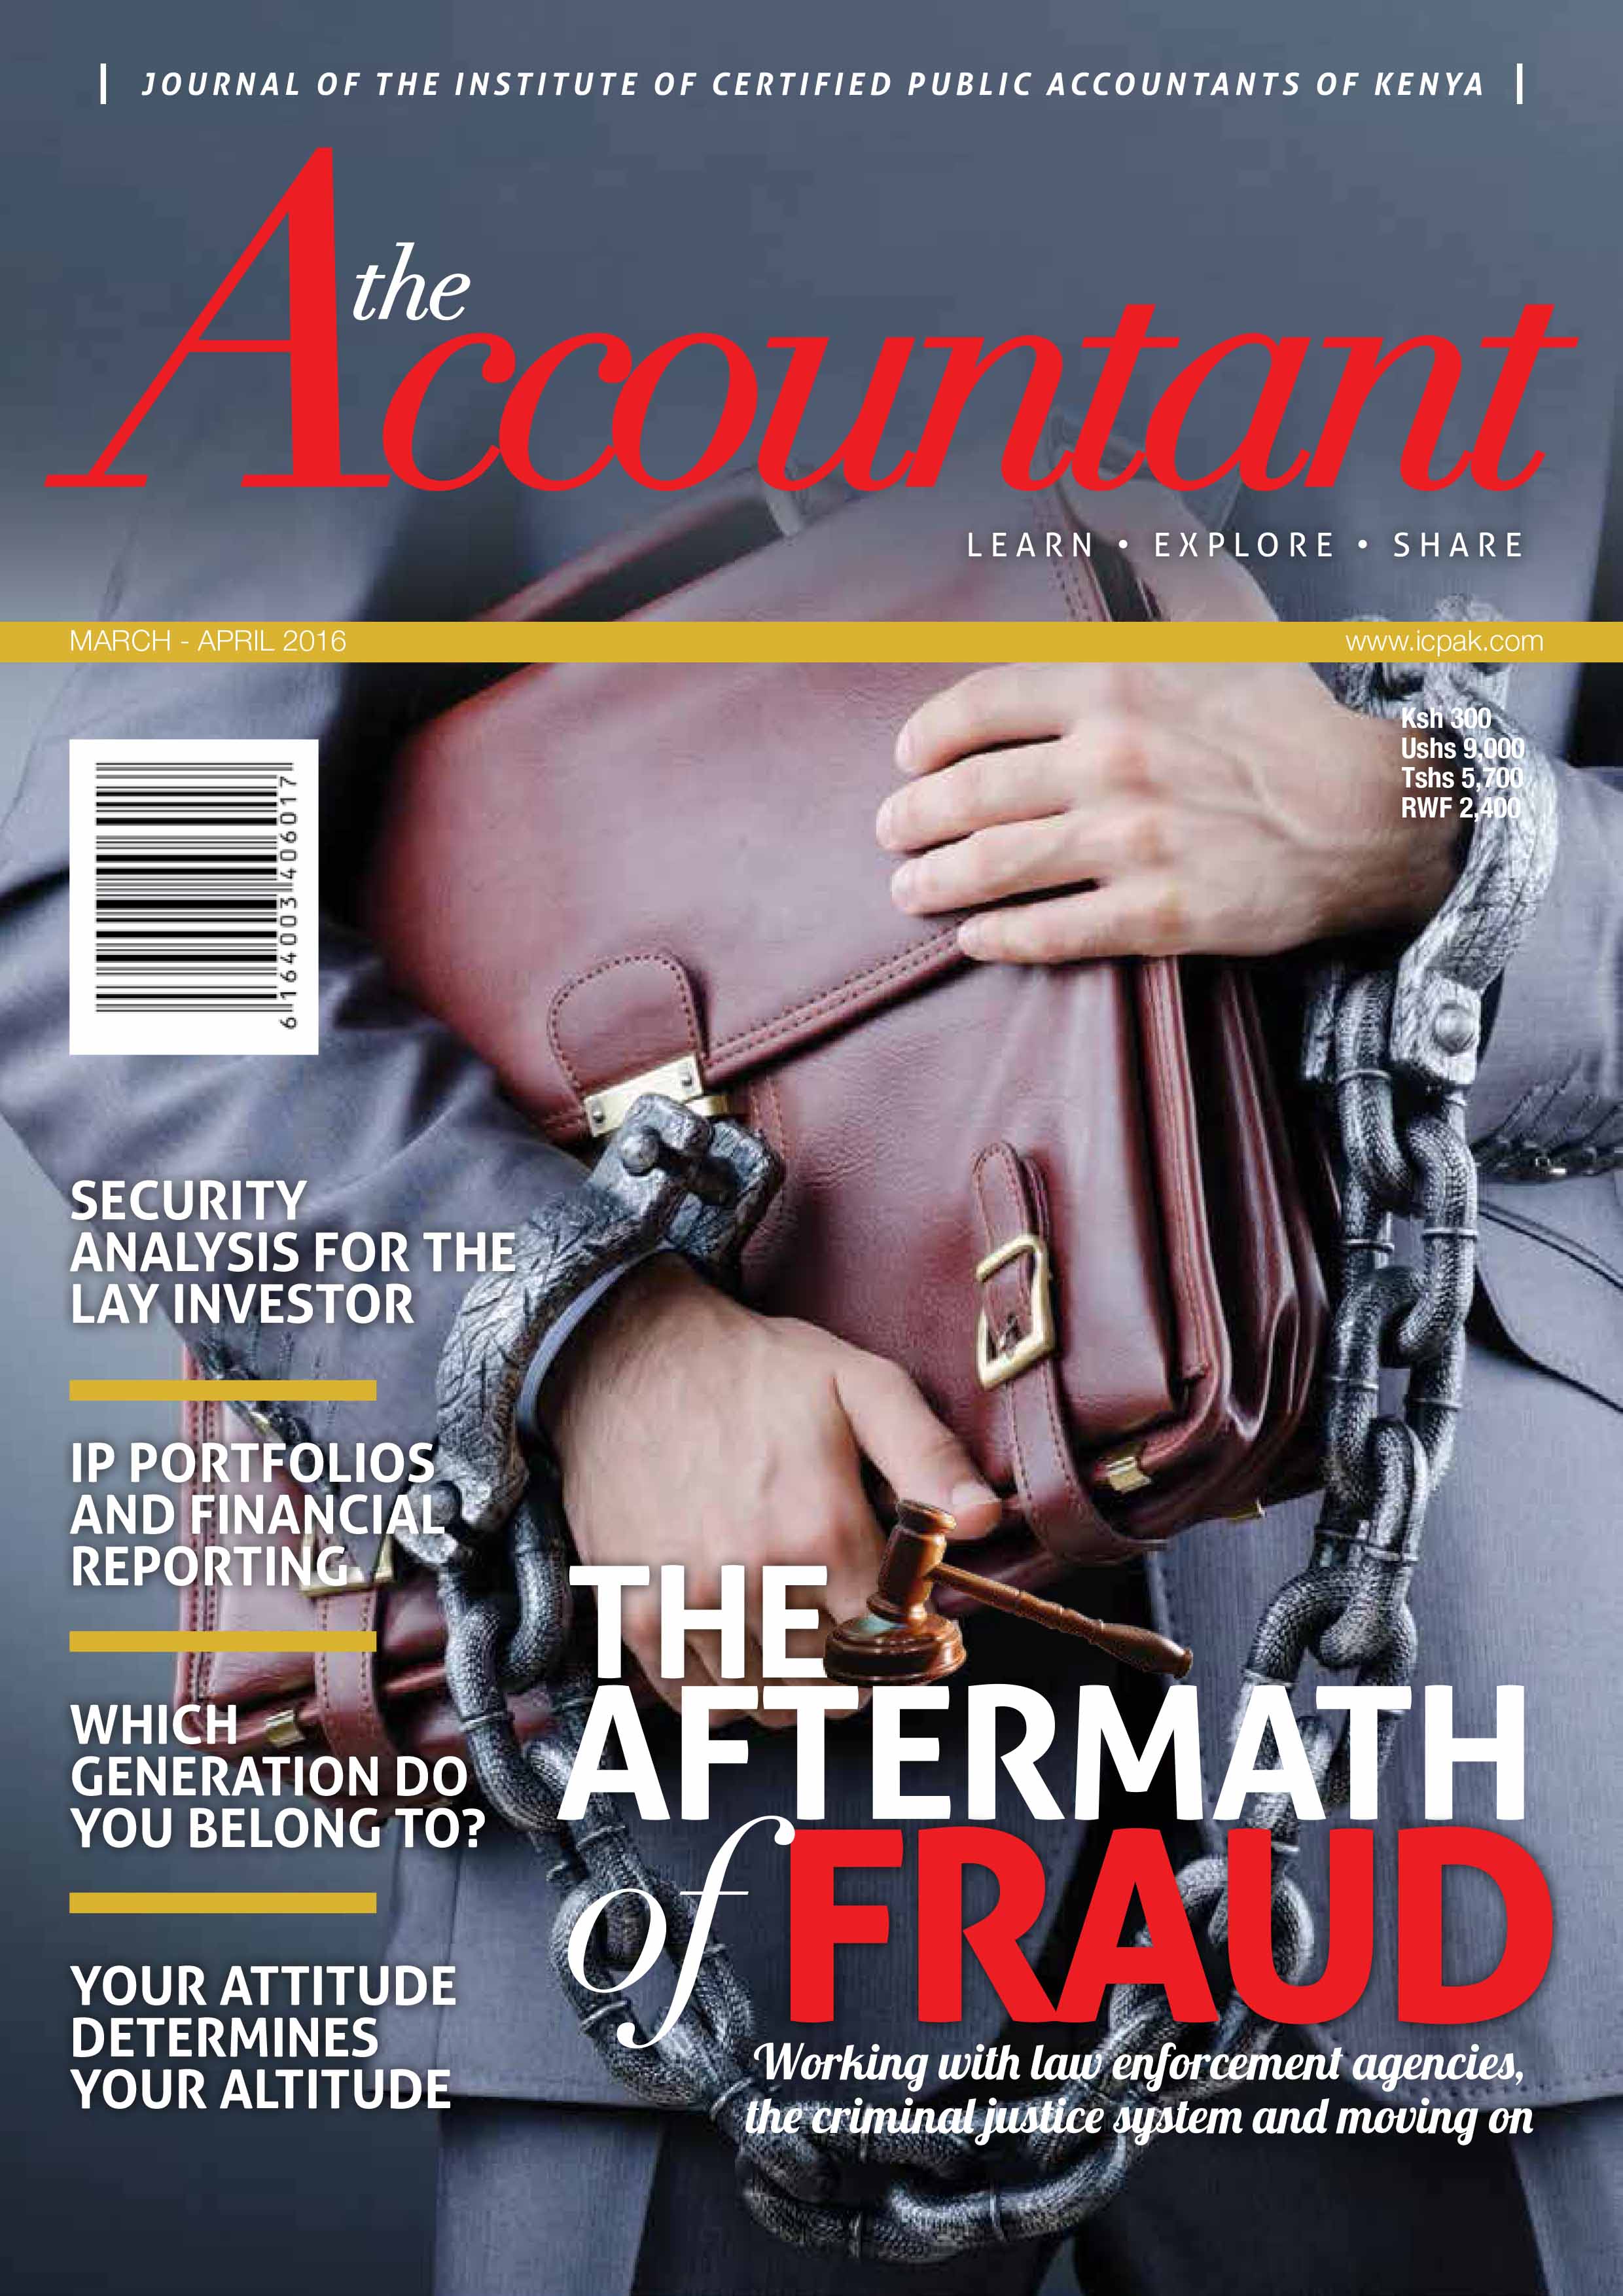 | JOURNAL OF THE INSTITUTE OF CERTIFIED PUBLIC ACCOUNTANTS OF KENYA |
the
Accountant
LEARN • EXPLORE • SHARE
MARCH - APRIL 2016
www.icpak.com
Ksh 300
Ushs 9,000
Tshs 5,700
RWF 2,400
6 164003 406017
SECURITY
ANALYSIS FOR THE
LAY INVESTOR
IP PORTFOLIOS
AND FINANCIAL
REPORTING
WHICH
GENERATION DO
YOU BELONG TO?
YOUR ATTITUDE
DETERMINES
YOUR ALTITUDE
THE
AFTERMATH
of FRAUD
Working with law enforcement agencies,
the criminal justice system and moving on